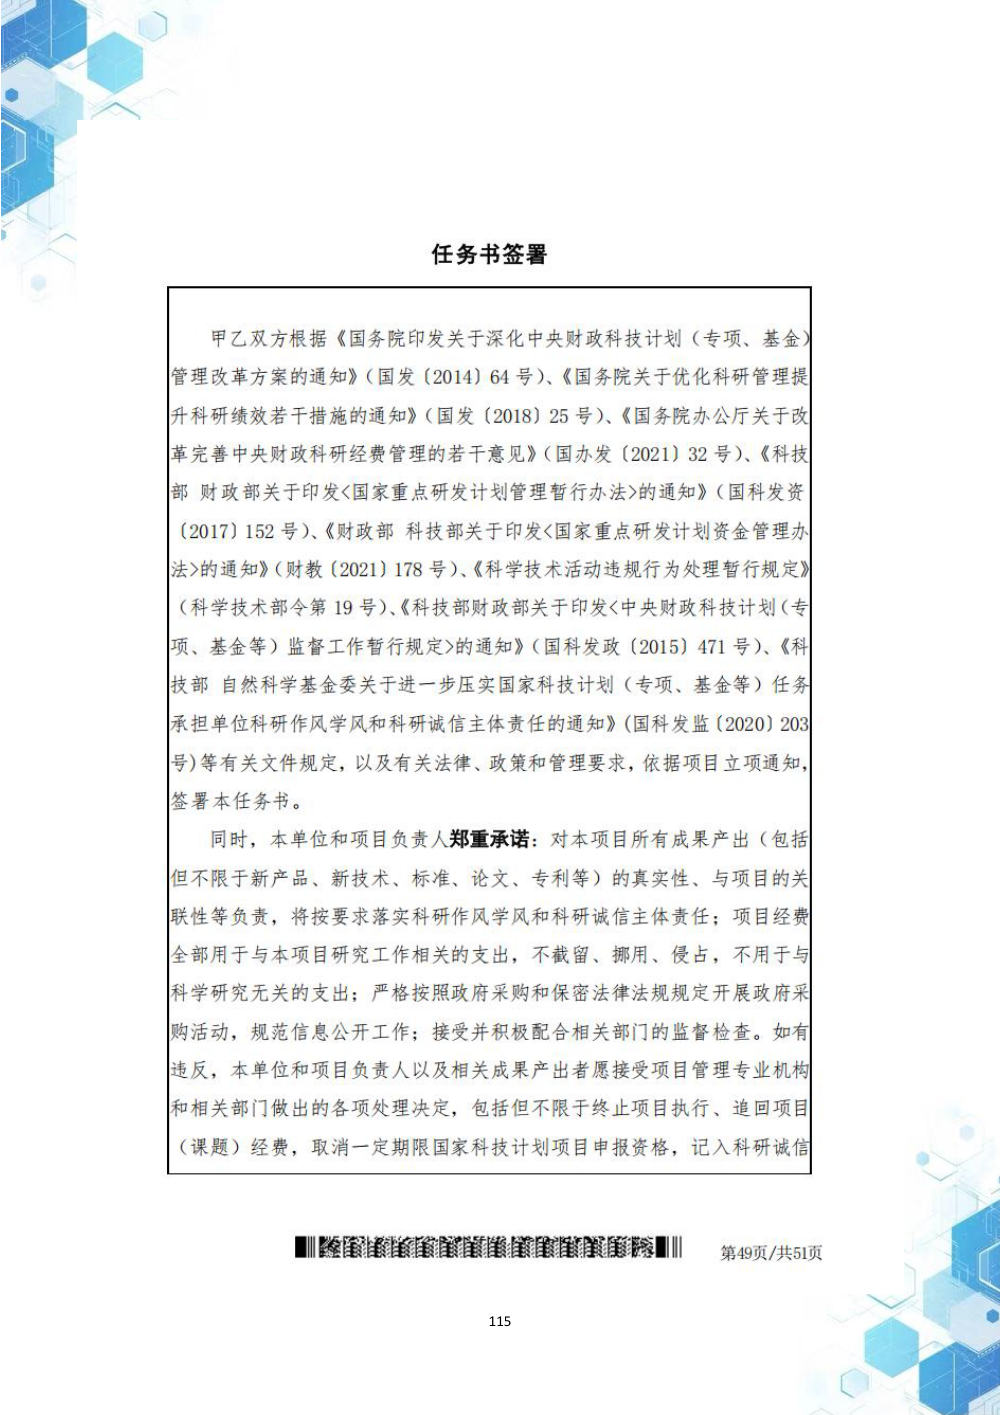 任务书签署
甲乙双方根据《国务院印发关于深化中央财政科技计划（专项、基金）
管理改革方案的通知》（国发〔2014〕64 号）、《国务院关于优化科研管理提
升科研绩效若干措施的通知》（国发〔2018〕25 号）、《国务院办公厅关于改
革完善中央财政科研经费管理的若干意见》（国办发〔2021〕32 号）、《科技
部 财政部关于印发<国家重点研发计划管理暂行办法>的通知》（国科发资
〔2017〕152 号）、《财政部 科技部关于印发<国家重点研发计划资金管理办
法>的通知》（财教〔2021〕178 号）、《科学技术活动违规行为处理暂行规定》
（科学技术部令第 19 号）、《科技部财政部关于印发<中央财政科技计划（专
项、基金等）监督工作暂行规定>的通知》（国科发政〔2015〕471 号）、《科
技部 自然科学基金委关于进一步压实国家科技计划（专项、基金等）任务
承担单位科研作风学风和科研诚信主体责任的通知》(国科发监〔2020〕203
号)等有关文件规定，以及有关法律、政策和管理要求，依据项目立项通知，
签署本任务书。
同时，本单位和项目负责人郑重承诺：对本项目所有成果产出（包括
但不限于新产品、新技术、标准、论文、专利等）的真实性、与项目的关
联性等负责，将按要求落实科研作风学风和科研诚信主体责任；项目经费
全部用于与本项目研究工作相关的支出，不截留、挪用、侵占，不用于与
科学研究无关的支出；严格按照政府采购和保密法律法规规定开展政府采
购活动，规范信息公开工作；接受并积极配合相关部门的监督检查。如有
违反，本单位和项目负责人以及相关成果产出者愿接受项目管理专业机构
和相关部门做出的各项处理决定，包括但不限于终止项目执行、追回项目
（课题）经费，取消一定期限国家科技计划项目申报资格，记入科研诚信
第49页/共51页
115